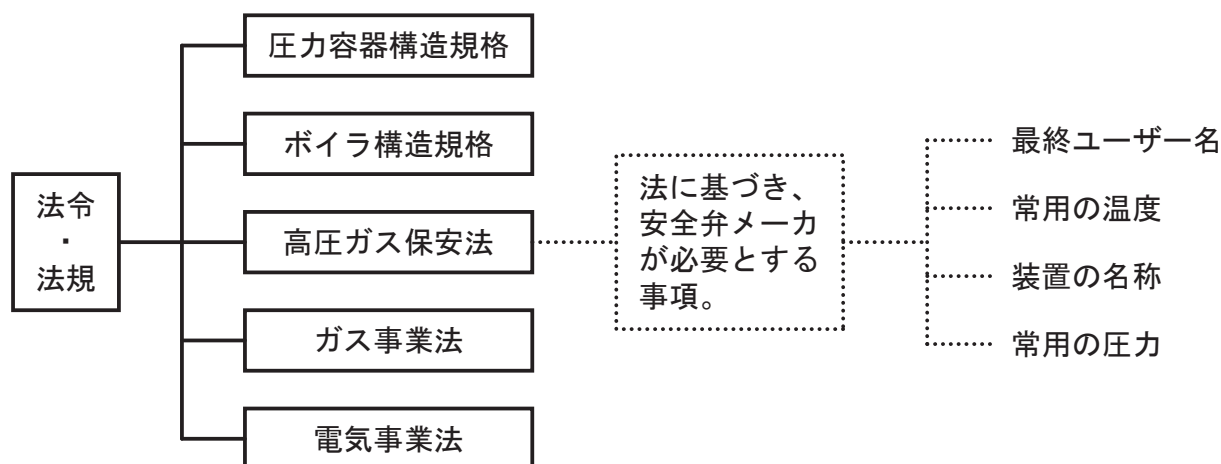 圧力容器構造規格
ボイラ構造規格
法令
・
法規
高圧ガス保安法
ガス事業法
電気事業法
法に基づき、
安全弁メーカ
が必要とする
事項。
最終ユーザー名
常用の温度
装置の名称
常用の圧力